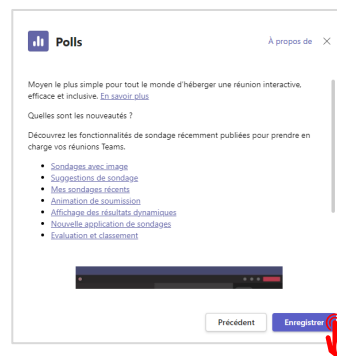 Polls
À propos de
Moyen le plus simple pour tout le monde d'héberger une réunion interactive,
efficace et inclusive. En savoir plus
Quelles sont les nouveautés ?
Découvrez les fonctionnalités de sondage récemment publiées pour prendre en
charge vos réunions Teams.
Sondages avec image
Suggestions de sondage
Mes sondages récents
Animation de soumission
Affichage des résultats dynamiques
Nouvelle application de sondages
Evaluation et classement
Précédent
Enregistrer